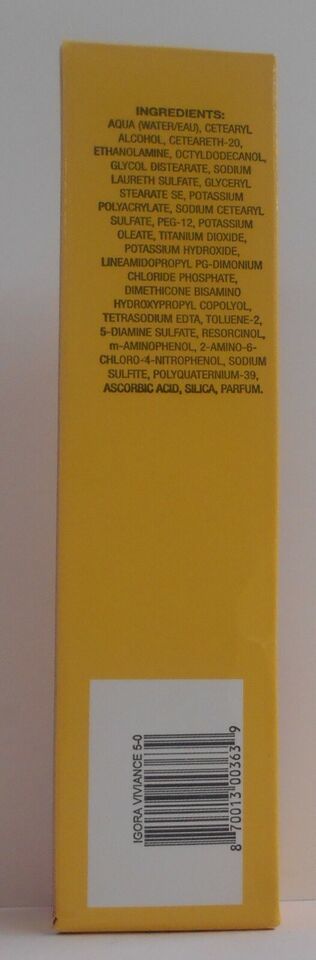 INGREDIENTS:
AQUA (WATER/EAU), CETEARYL
ALCOHOL, CETEARETH-20,
ETHANOLAMINE, OCTYLDODECANOL,
GLYCOL DISTEARATE, SODIUM
LAURETH SULFATE, GLYCERYL
STEARATE SE, POTASSIUM
POLYACRYLATE, SODIUM CETEARYL
SULFATE, PEG-12, POTASSIUM
OLEATE, TITANIUM DIOXIDE,
POTASSIUM HYDROXIDE,
LINEAMIDOPROPYL PG-DIMONIUM
CHLORIDE PHOSPHATE,
DIMETHICONE BISAMINO
HYDROXYPROPYL COPOLYOL,
TETRASODIUM EDTA, TOLUENE-2,
5-DIAMINE SULFATE, RESORCINOL,
m-AMINOPHENOL, 2-AMINO-6-
CHLORO-4-NITROPHENOL, SODIUM
SULFITE, POLYQUATERNIUM-39,
ASCORBIC ACID, SILICA, PARFUM.
IGORA VIVIANCE 5-0
8 70013 00363 9